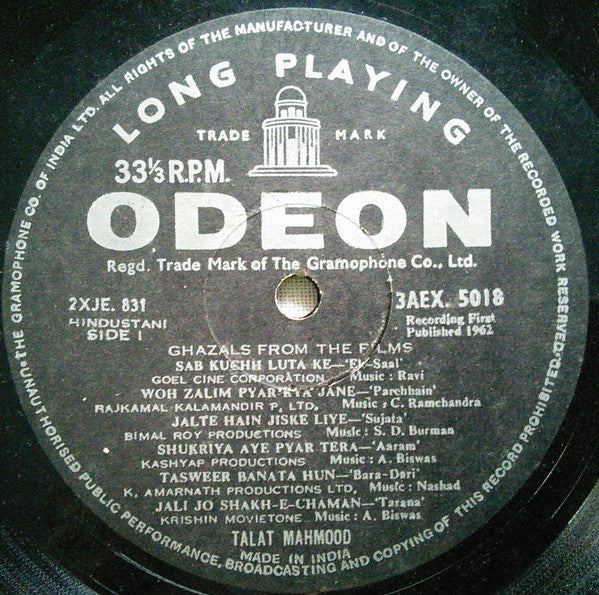 LONG PLAYING
TRADE MARK
33⅓ R.P.M.
ODEON
Regd. Trade Mark of The Gramophone Co., Ltd.
2XJE. 831
3AEX. 5018
HINDUSTANI
SIDE 1
Recording First
Published 1962
GHAZALS FROM THE FILMS
SAB KUCHH LUTA KE—'Ek-Saal'
GOEL CINE CORPORATION Music : Ravi
WOH ZALIM PYAR KYA JANE—'Parchhain'
RAJKAMAL KALAMANDIR P. LTD. Music : C. Ramchandra
JALTE HAIN JISKE LIYE—'Sujata'
BIMAL ROY PRODUCTIONS Music : S. D. Burman
SHUKRIYA AYE PYAR TERA—'Aaram'
KASHYAP PRODUCTIONS Music : A. Biswas
TASWEER BANATA HUN—'Bara-Dari'
K. AMARNATH PRODUCTIONS LTD. Music : Nashad
JALI JO SHAKH-E-CHAMAN—'Tarana'
KRISHIN MOVIETONE Music : A. Biswas
TALAT MAHMOOD
MADE IN INDIA
THE GRAMOPHONE CO. OF INDIA LTD. ALL RIGHTS OF THE MANUFACTURER AND OF THE OWNER OF THE RECORDED WORK RESERVED. UNAUTHORISED PUBLIC PERFORMANCE, BROADCASTING AND COPYING OF THIS RECORD PROHIBITED.